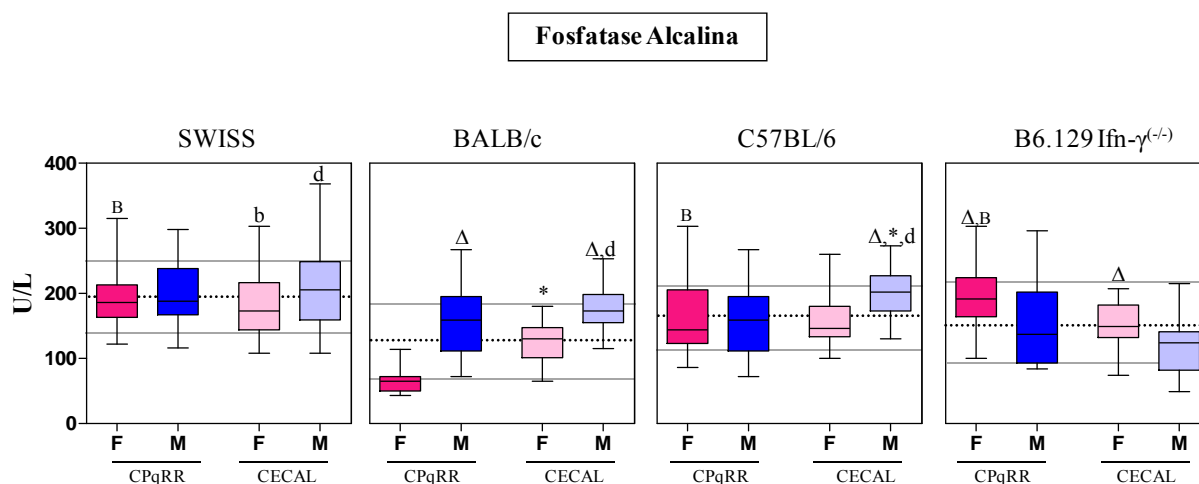 Fosfatase Alcalina
SWISS
BALB/c
C57BL/6
B6.129 Ifn-γ(-/-)
U/L
400
300
200
100
0
B
b
d
Δ
*
Δ,d
B
Δ,*,d
Δ,B
Δ
F M F M
CPqRR CECAL
F M F M
CPqRR CECAL
F M F M
CPqRR CECAL
F M F M
CPqRR CECAL